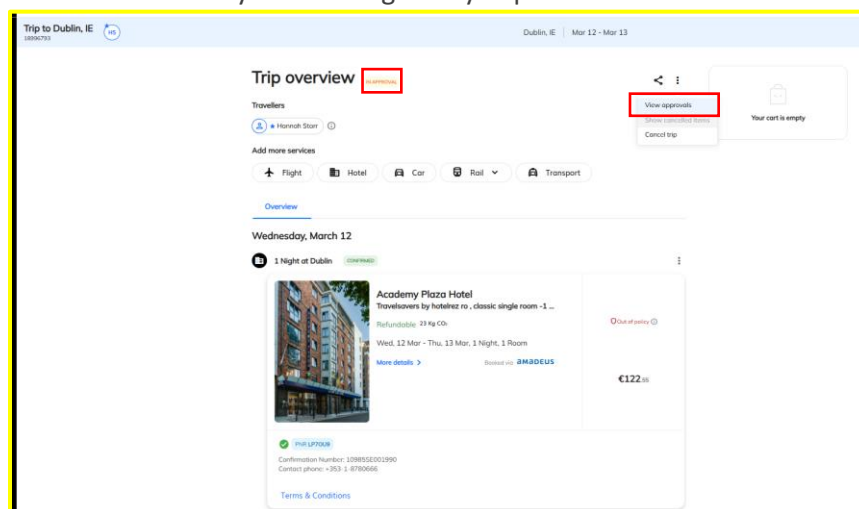 Trip to Dublin, IE
HS
Dublin, IE | Mar 12 - Mar 13
Trip overview
IN APPROVAL
View approvals
Show cancelled items
Cancel trip
Your cart is empty
Travellers
Hannah Starr
Add more services
Flight
Hotel
Car
Rail
Transport
Overview
Wednesday, March 12
1 Night at Dublin
CONFIRMED
Academy Plaza Hotel
Travelsavers by hotelrez ro , classic single room -1 ...
Refundable 23 Kg CO₂
Out of policy
Wed, 12 Mar - Thu, 13 Mar, 1 Night, 1 Room
More details >
Booked via aMaDEUS
€122
PNR LP7OU9
Confirmation Number: 10985SE001990
Contact phone: +353-1-8780666
Terms & Conditions